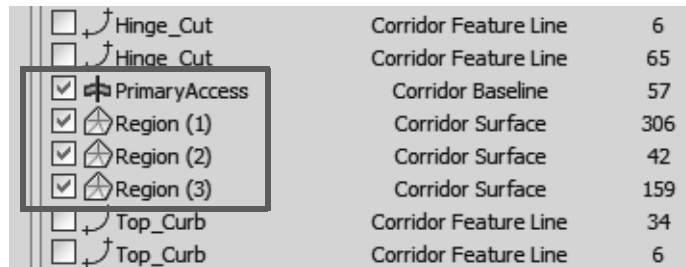 Hinge_Cut Corridor Feature Line 6
Hinge_Cut Corridor Feature Line 65
PrimaryAccess Corridor Baseline 57
Region (1) Corridor Surface 306
Region (2) Corridor Surface 42
Region (3) Corridor Surface 159
Top_Curb Corridor Feature Line 34
Top_Curb Corridor Feature Line 6